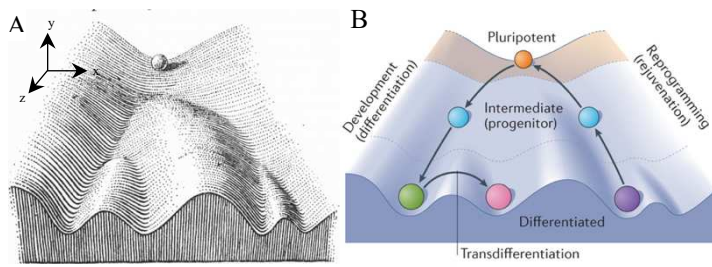 A
y
x
z
B
Pluripotent
Development
(differentiation)
Reprogramming
(rejuvenation)
Intermediate
(progenitor)
Differentiated
Transdifferentiation